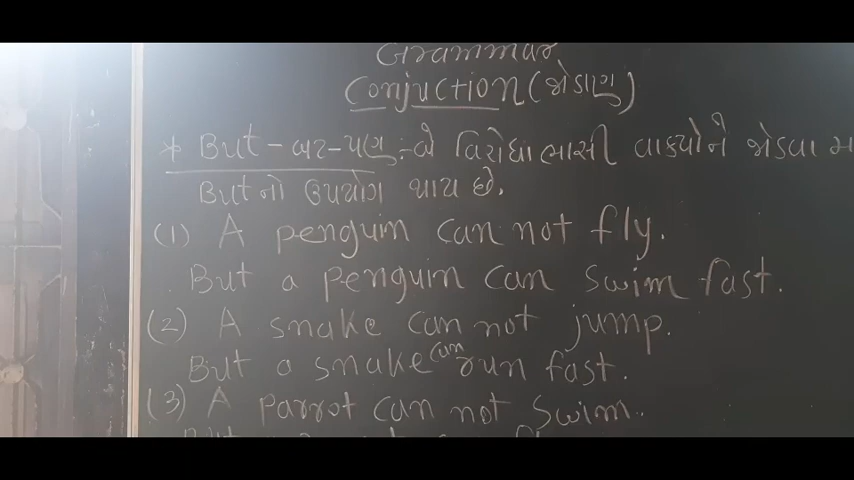 Grammar
Conjuction (જોડાણ)
* But - બટ - પણ :- બે વિરોધાભાસી વાક્યોને જોડવા મ
But નો ઉપયોગ થાય છે.
(1) A penguin can not fly.
But a penguin can swim fast.
(2) A snake can not jump.
But a snake can run fast.
(3) A parrot can not swim.